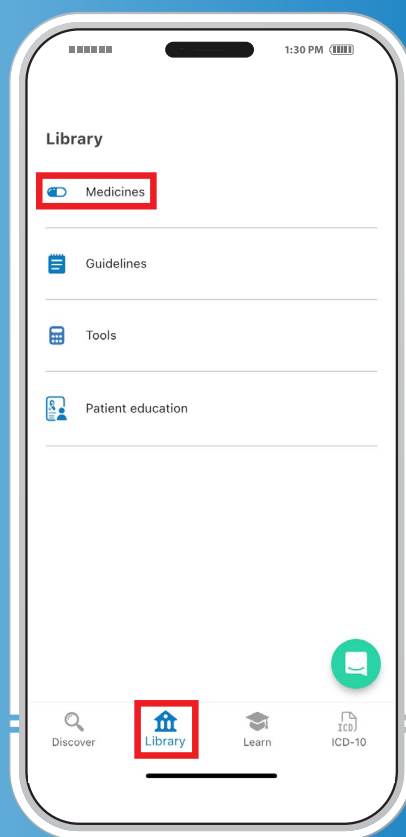 1:30 PM
Library
Medicines
Guidelines
Tools
Patient education
ICD
Discover
Library
Learn
ICD-10